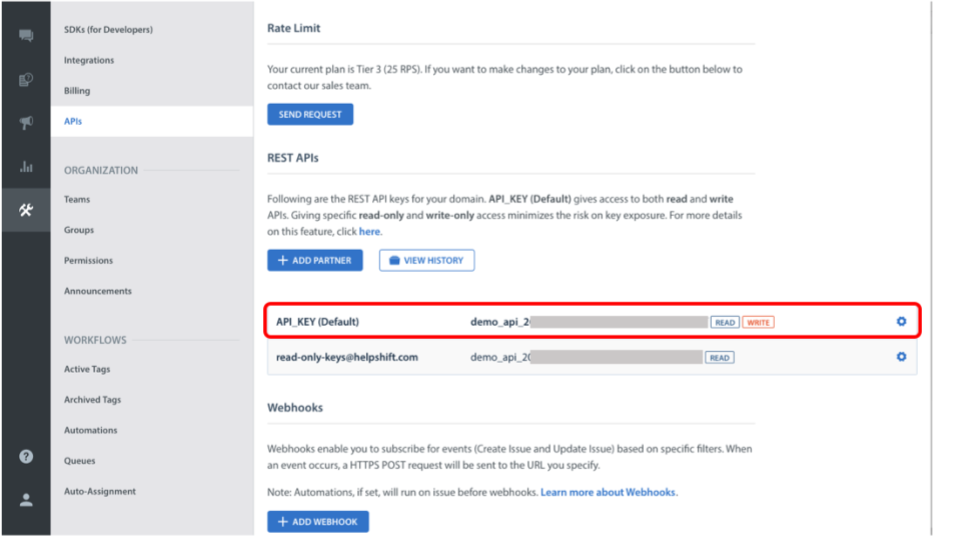 SDKs (for Developers)
Integrations
Billing
APIs
ORGANIZATION
Teams
Groups
Permissions
Announcements
WORKFLOWS
Active Tags
Archived Tags
Automations
Queues
Auto-Assignment
Rate Limit
Your current plan is Tier 3 (25 RPS). If you want to make changes to your plan, click on the button below to
contact our sales team.
SEND REQUEST
REST APIs
Following are the REST API keys for your domain. API_KEY (Default) gives access to both read and write
APIs. Giving specific read-only and write-only access minimizes the risk on key exposure. For more details
on this feature, click here.
+ ADD PARTNER VIEW HISTORY
API_KEY (Default) demo_api_2 READ WRITE
read-only-keys@helpshift.com demo_api_20 READ
Webhooks
Webhooks enable you to subscribe for events (Create Issue and Update Issue) based on specific filters. When
an event occurs, a HTTPS POST request will be sent to the URL you specify.
Note: Automations, if set, will run on issue before webhooks. Learn more about Webhooks.
+ ADD WEBHOOK